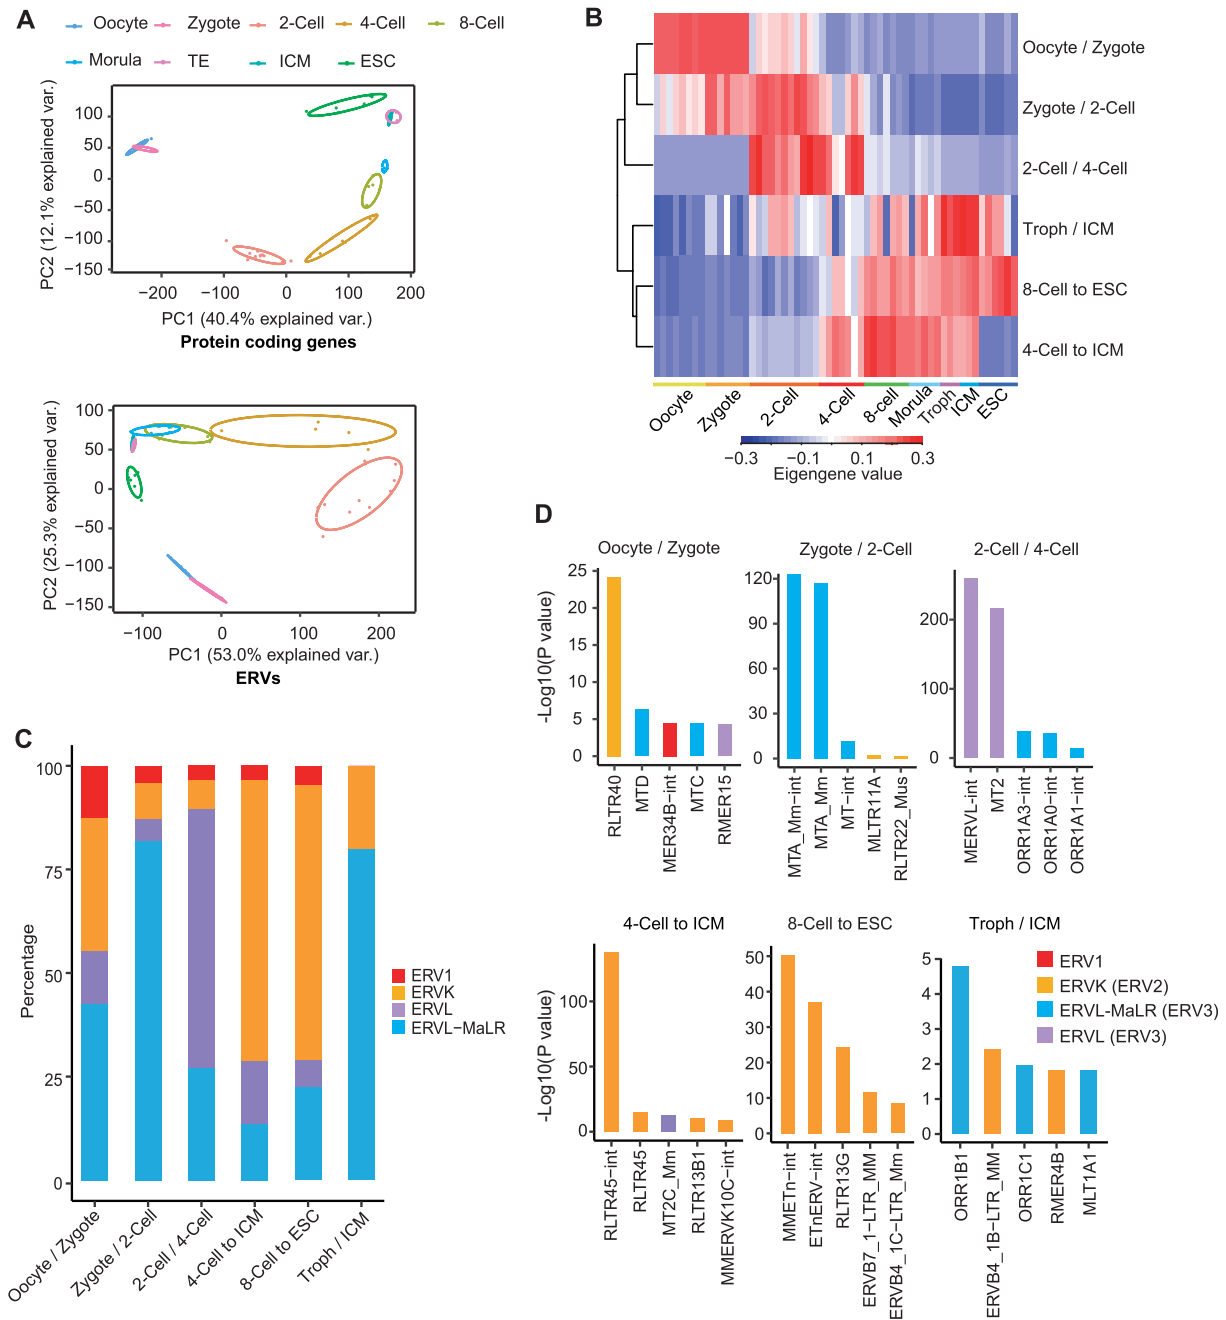 A
Oocyte Zygote 2-Cell 4-Cell 8-Cell
Morula TE ICM ESC
PC2 (12.1% explained var.)
100
50
0
−50
−100
−150
−200 −100 0 100 200
PC1 (40.4% explained var.)
Protein coding genes
PC2 (25.3% explained var.)
100
50
0
−50
−100
−150
−100 0 100 200
PC1 (53.0% explained var.)
ERVs
B
Oocyte / Zygote
Zygote / 2-Cell
2-Cell / 4-Cell
Troph / ICM
8-Cell to ESC
4-Cell to ICM
Oocyte Zygote 2-Cell 4-Cell 8-cell Morula Troph ICM ESC
−0.3 −0.1 0.1 0.3
Eigengene value
C
Percentage
100
75
50
25
0
Oocyte / Zygote
Zygote / 2-Cell
2-Cell / 4-Cell
4-Cell to ICM
8-Cell to ESC
Troph / ICM
ERV1
ERVK
ERVL
ERVL−MaLR
D
Oocyte / Zygote
-Log10(P value)
25
20
15
10
5
0
RLTR40
MTD
MER34B−int
MTC
RMER15
Zygote / 2-Cell
120
90
60
30
0
MTA_Mm−int
MTA_Mm
MT−int
MLTR11A
RLTR22_Mus
2-Cell / 4-Cell
200
100
0
MERVL−int
MT2
ORR1A3−int
ORR1A0−int
ORR1A1−int
4-Cell to ICM
-Log10(P value)
100
50
0
RLTR45−int
RLTR45
MT2C_Mm
RLTR13B1
MMERVK10C−int
8-Cell to ESC
50
40
30
20
10
0
MMETn−int
ETnERV−int
RLTR13G
ERVB7_1−LTR_MM
ERVB4_1C−LTR_Mm
Troph / ICM
5
4
3
2
1
0
ORR1B1
ERVB4_1B−LTR_MM
ORR1C1
RMER4B
MLT1A1
ERV1
ERVK (ERV2)
ERVL-MaLR (ERV3)
ERVL (ERV3)